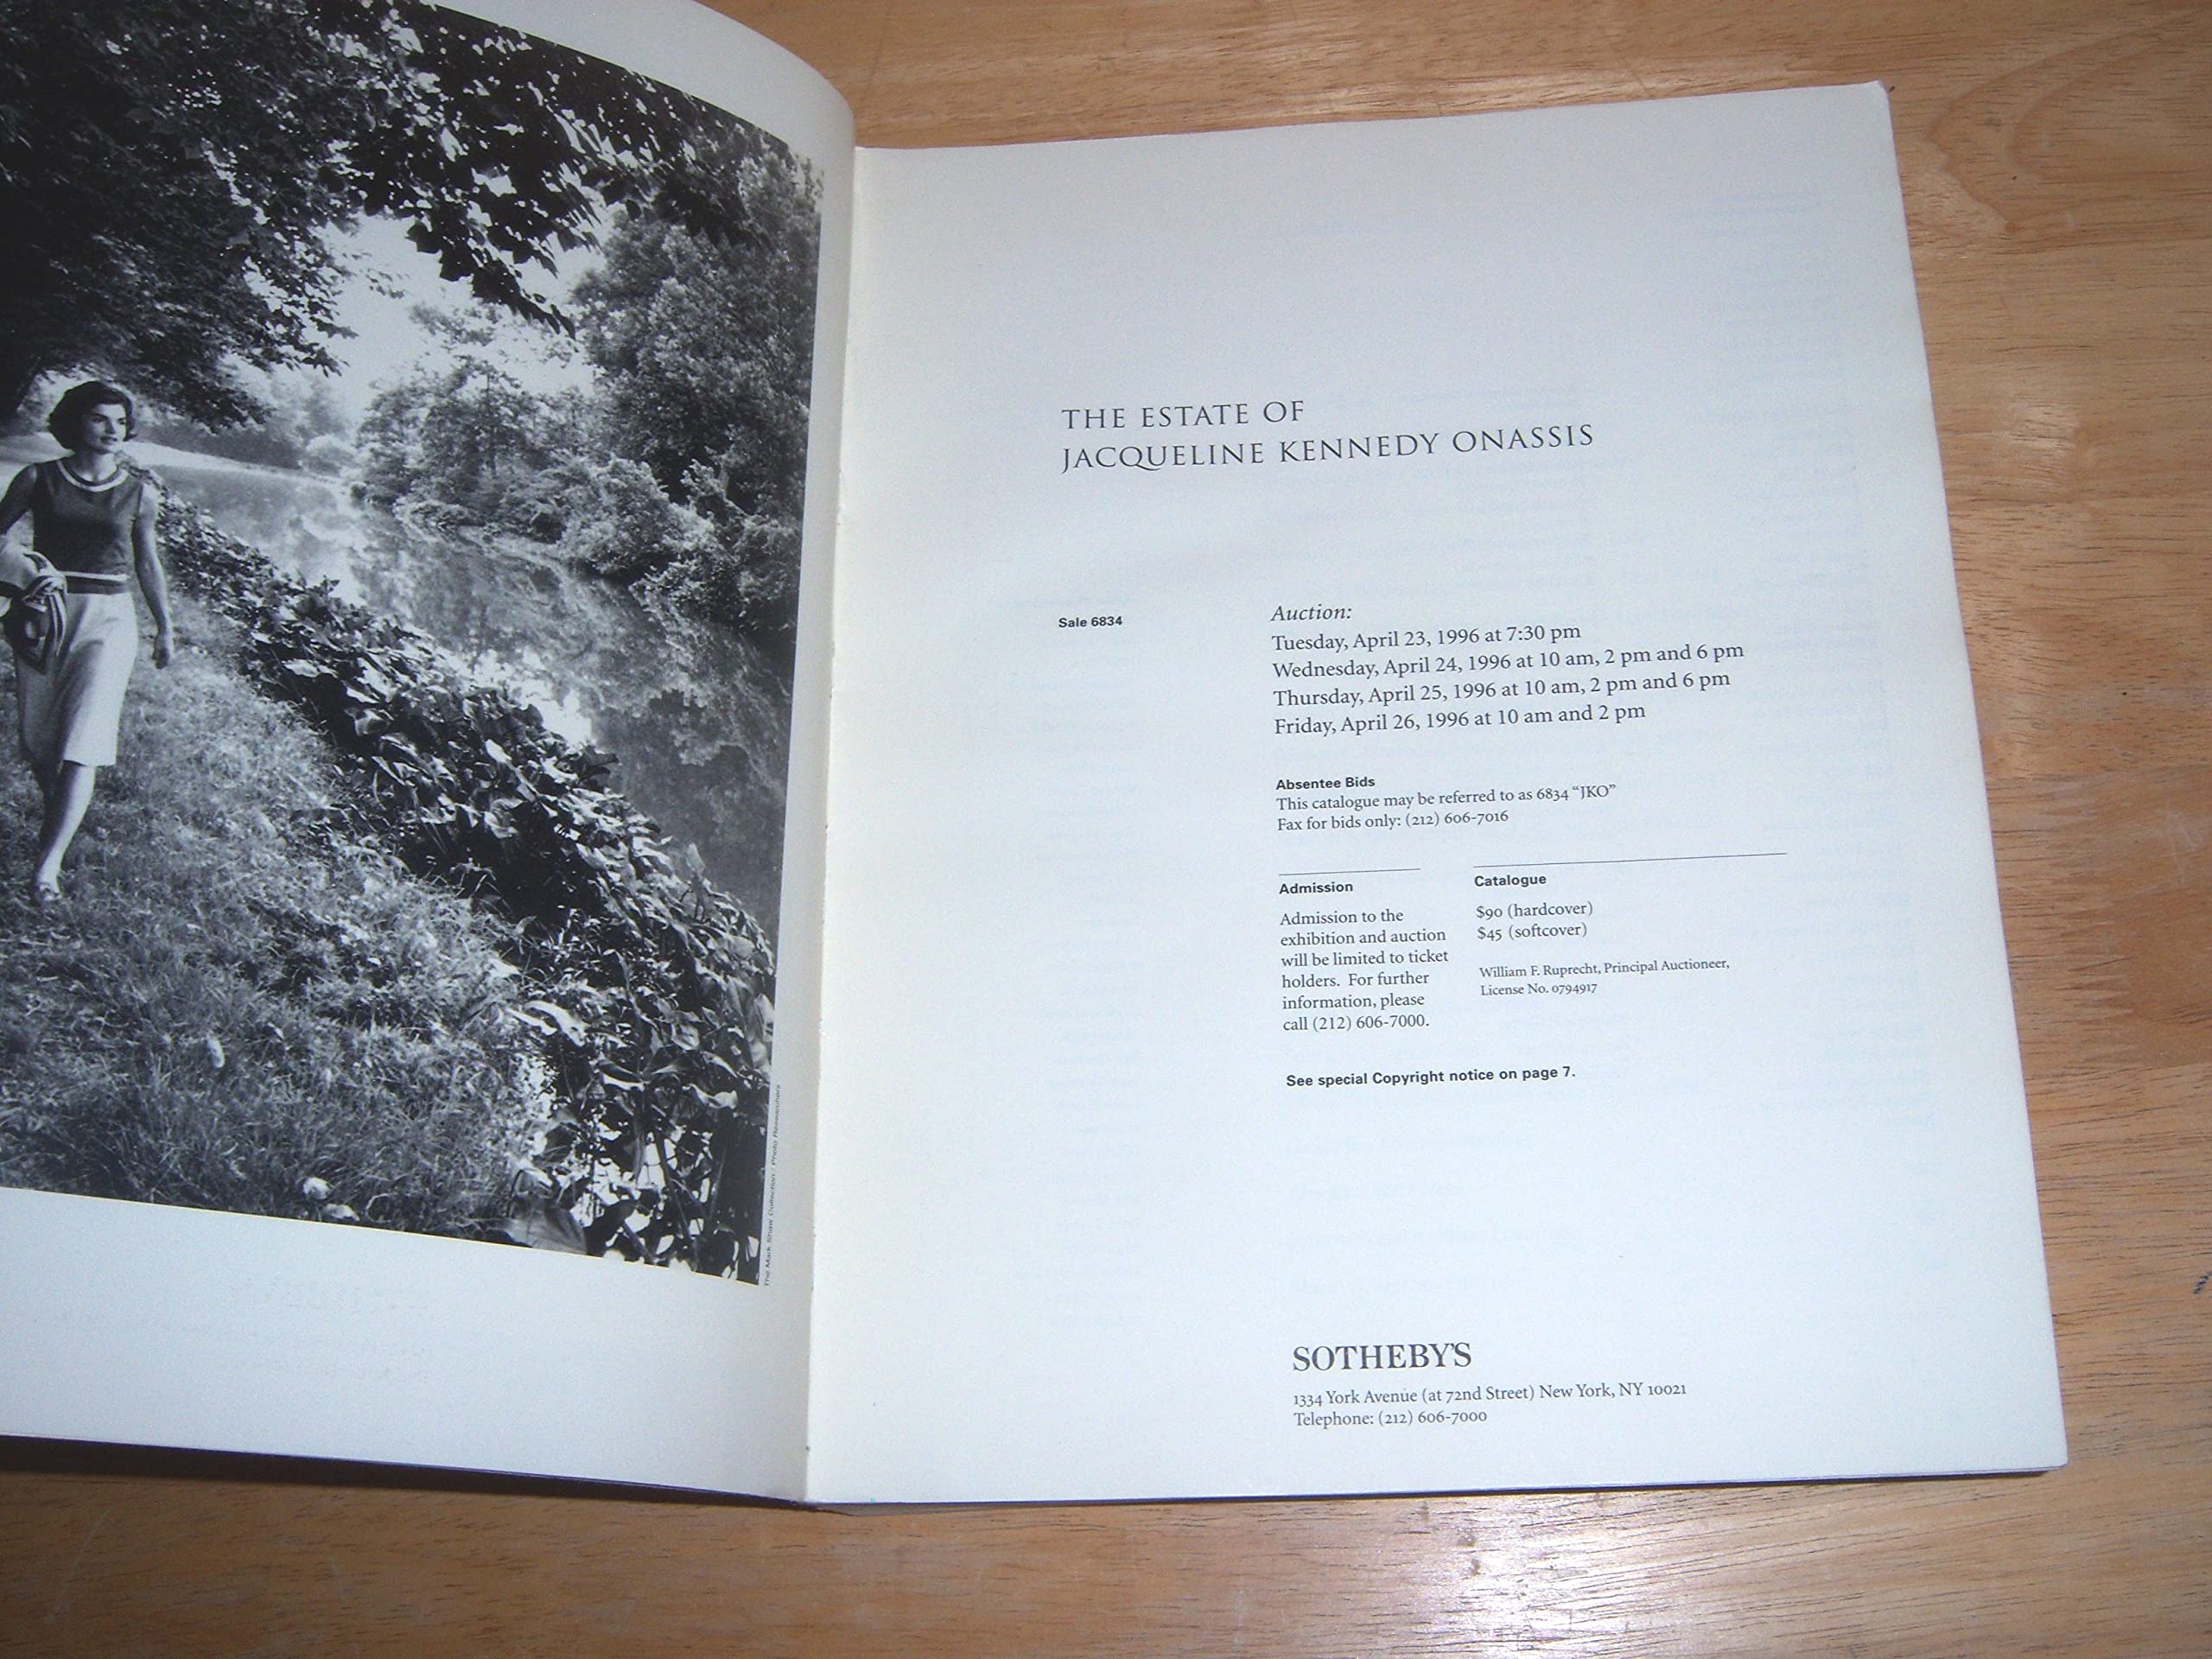 The Mark Shaw Collection / Photo Researchers
THE ESTATE OF
JACQUELINE KENNEDY ONASSIS
Sale 6834
Auction:
Tuesday, April 23, 1996 at 7:30 pm
Wednesday, April 24, 1996 at 10 am, 2 pm and 6 pm
Thursday, April 25, 1996 at 10 am, 2 pm and 6 pm
Friday, April 26, 1996 at 10 am and 2 pm
Absentee Bids
This catalogue may be referred to as 6834 “JKO”
Fax for bids only: (212) 606-7016
Admission
Admission to the
exhibition and auction
will be limited to ticket
holders. For further
information, please
call (212) 606-7000.
Catalogue
$90 (hardcover)
$45 (softcover)
William F. Ruprecht, Principal Auctioneer,
License No. 0794917
See special Copyright notice on page 7.
SOTHEBY'S
1334 York Avenue (at 72nd Street) New York, NY 10021
Telephone: (212) 606-7000